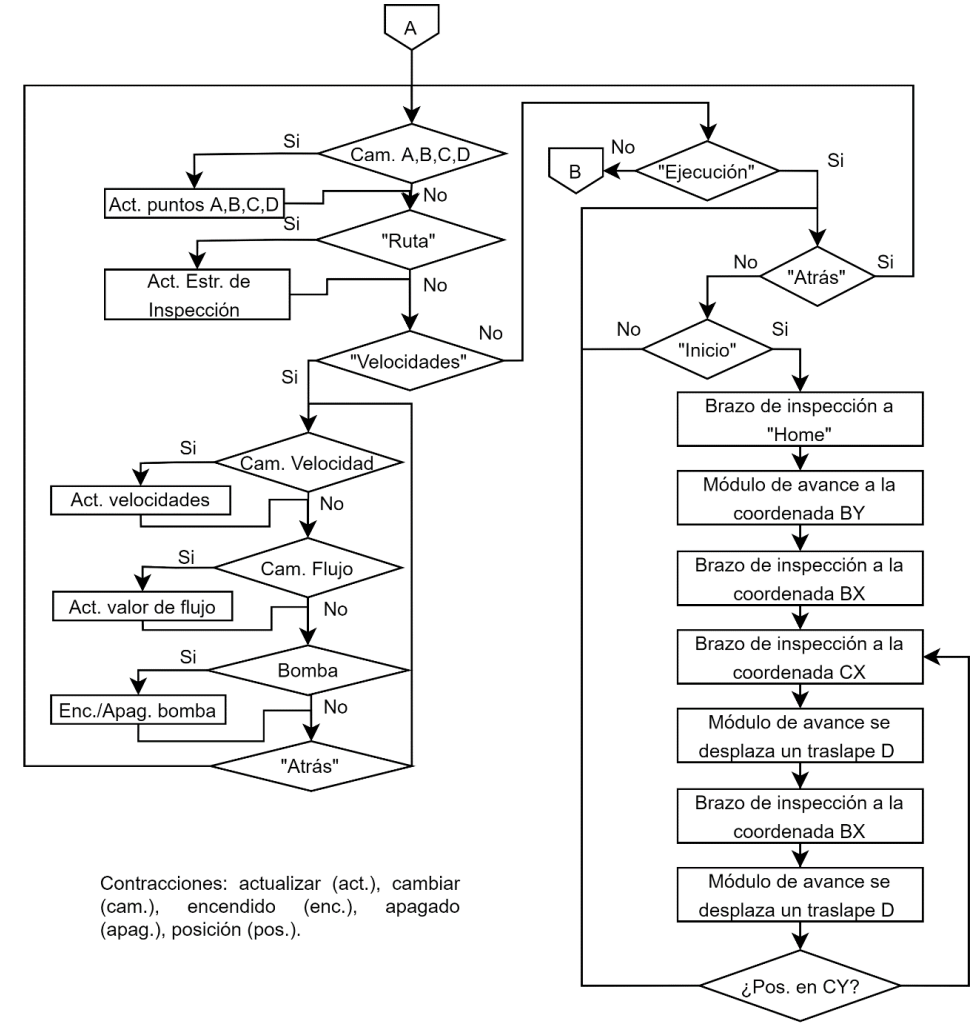 A
Si
Cam. A,B,C,D
Act. puntos A,B,C,D
No
Si
"Ruta"
Act. Estr. de
Inspección
No
"Velocidades"
No
Si
Cam. Velocidad
Si
Act. velocidades
No
Si
Cam. Flujo
Act. valor de flujo
No
Si
Bomba
Enc./Apag. bomba
No
"Atrás"
No
B
"Ejecución"
Si
No
"Atrás"
Si
No
"Inicio"
Si
Brazo de inspección a
"Home"
Módulo de avance a la
coordenada BY
Brazo de inspección a la
coordenada BX
Brazo de inspección a la
coordenada CX
Módulo de avance se
desplaza un traslape D
Brazo de inspección a la
coordenada BX
Módulo de avance se
desplaza un traslape D
¿Pos. en CY?
Contracciones: actualizar (act.), cambiar
(cam.), encendido (enc.), apagado
(apag.), posición (pos.).